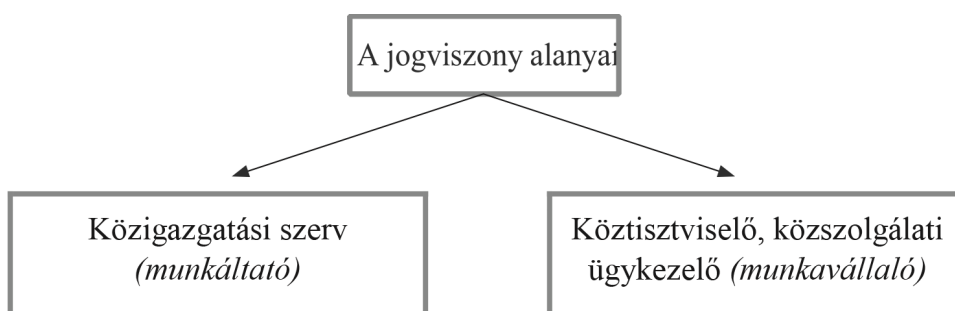 A jogviszony alanyai
Közigazgatási szerv
(munkáltató)
Köztisztviselő, közszolgálati
ügykezelő (munkavállaló)